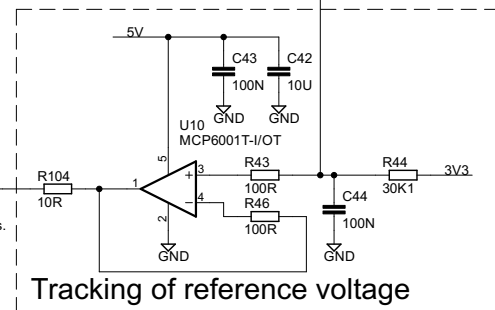 5V
C43
C42
100N
10U
GND
GND
U10
MCP6001T-I/OT
5
R104
10R
1
3
4
2
R43
100R
R46
100R
R44
30K1
3V3
C44
100N
s.
GND
GND
Tracking of reference voltage